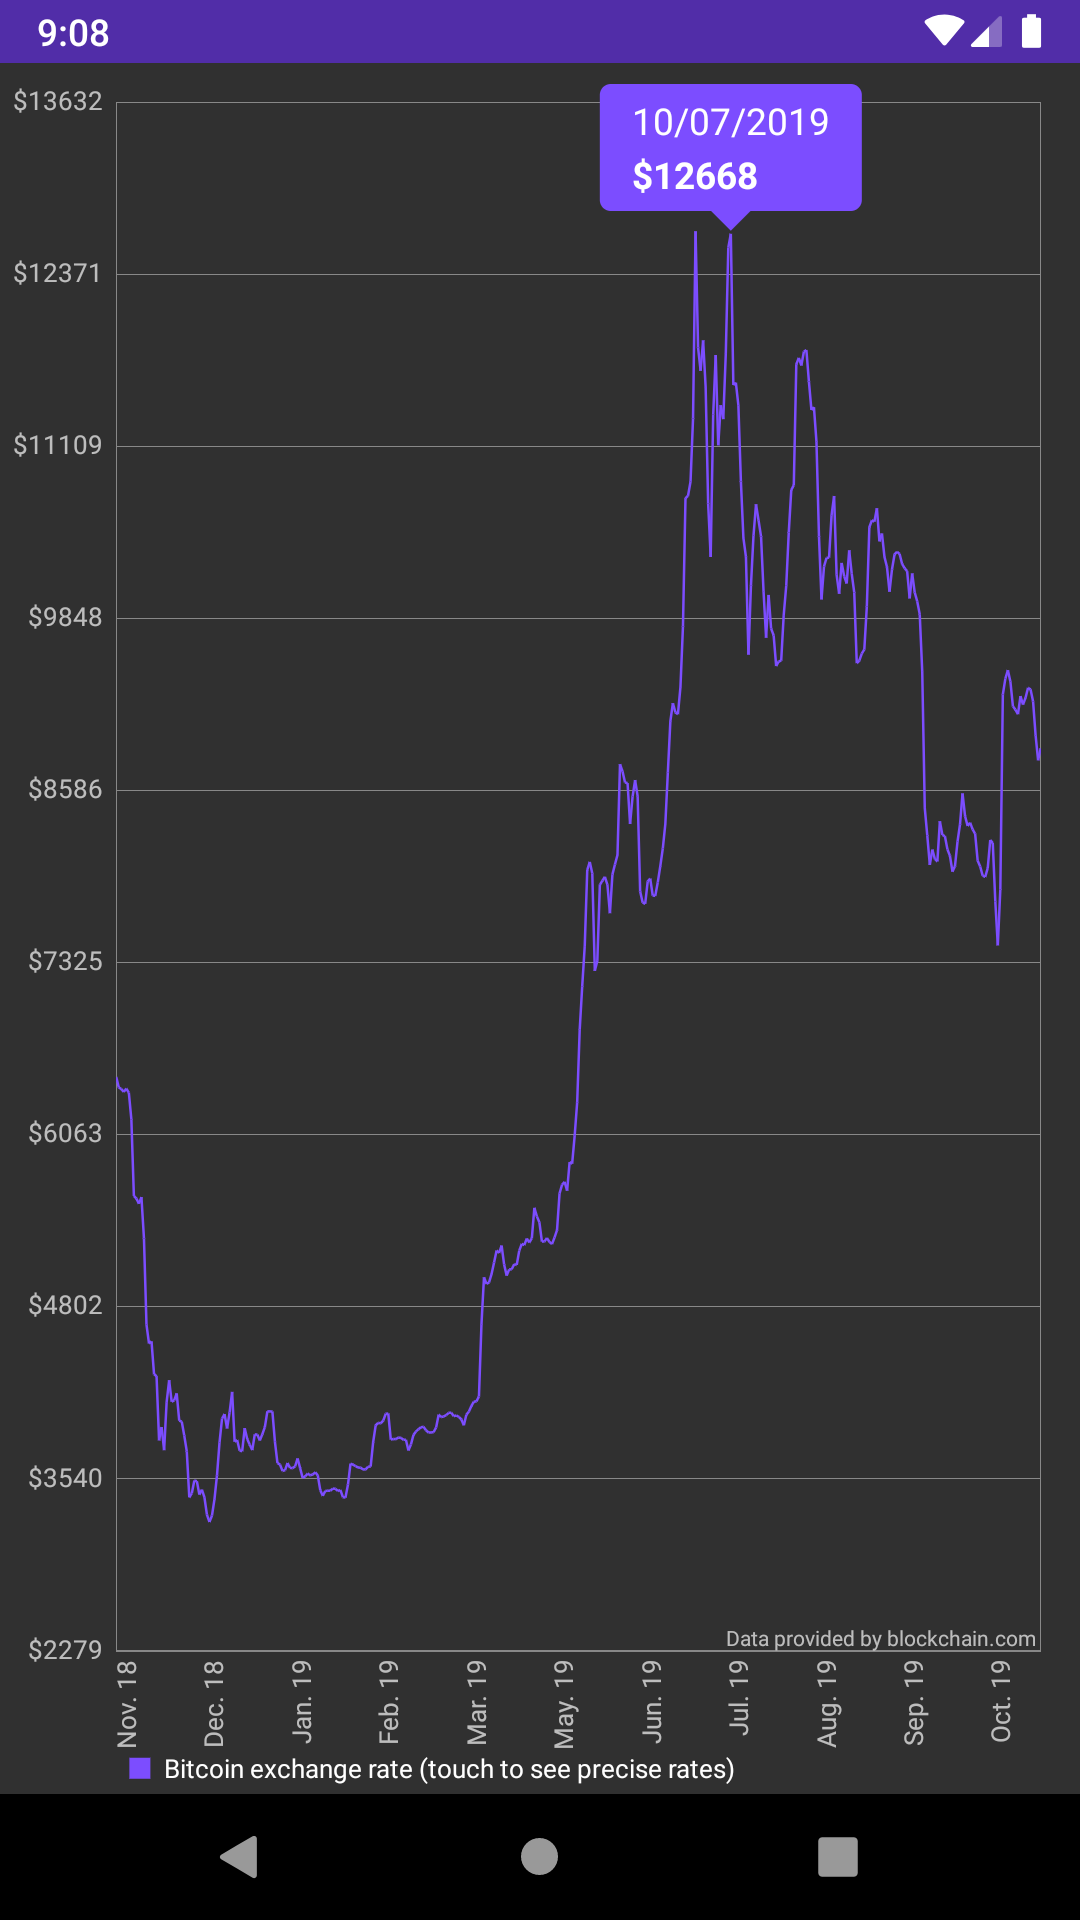 9:08
$13632
10/07/2019
$12668
$12371
$11109
$9848
$8586
$7325
$6063
$4802
$3540
$2279
Data provided by blockchain.com
Nov. 18
Dec. 18
Jan. 19
Feb. 19
Mar. 19
May. 19
Jun. 19
Jul. 19
Aug. 19
Sep. 19
Oct. 19
Bitcoin exchange rate (touch to see precise rates)